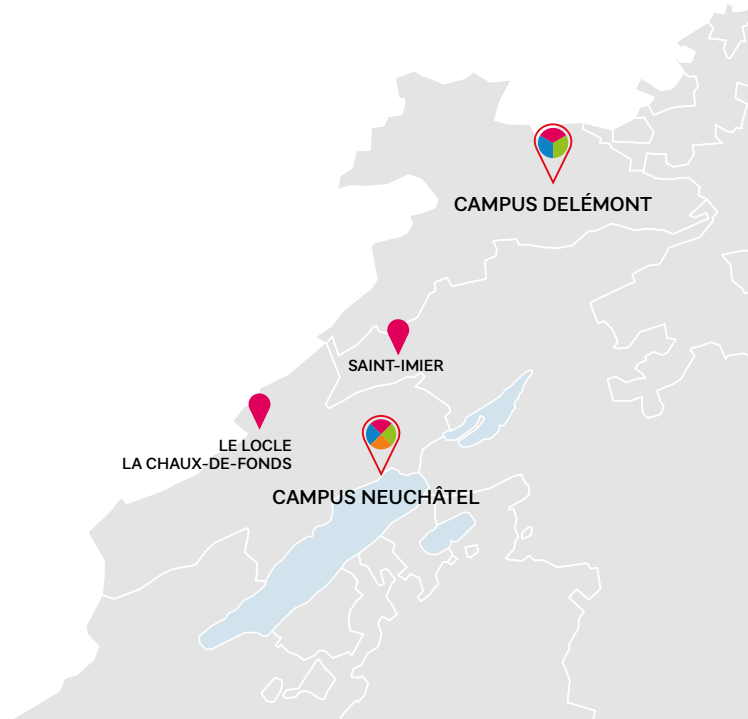 CAMPUS DELÉMONT
SAINT-IMIER
LE LOCLE
LA CHAUX-DE-FONDS
CAMPUS NEUCHÂTEL